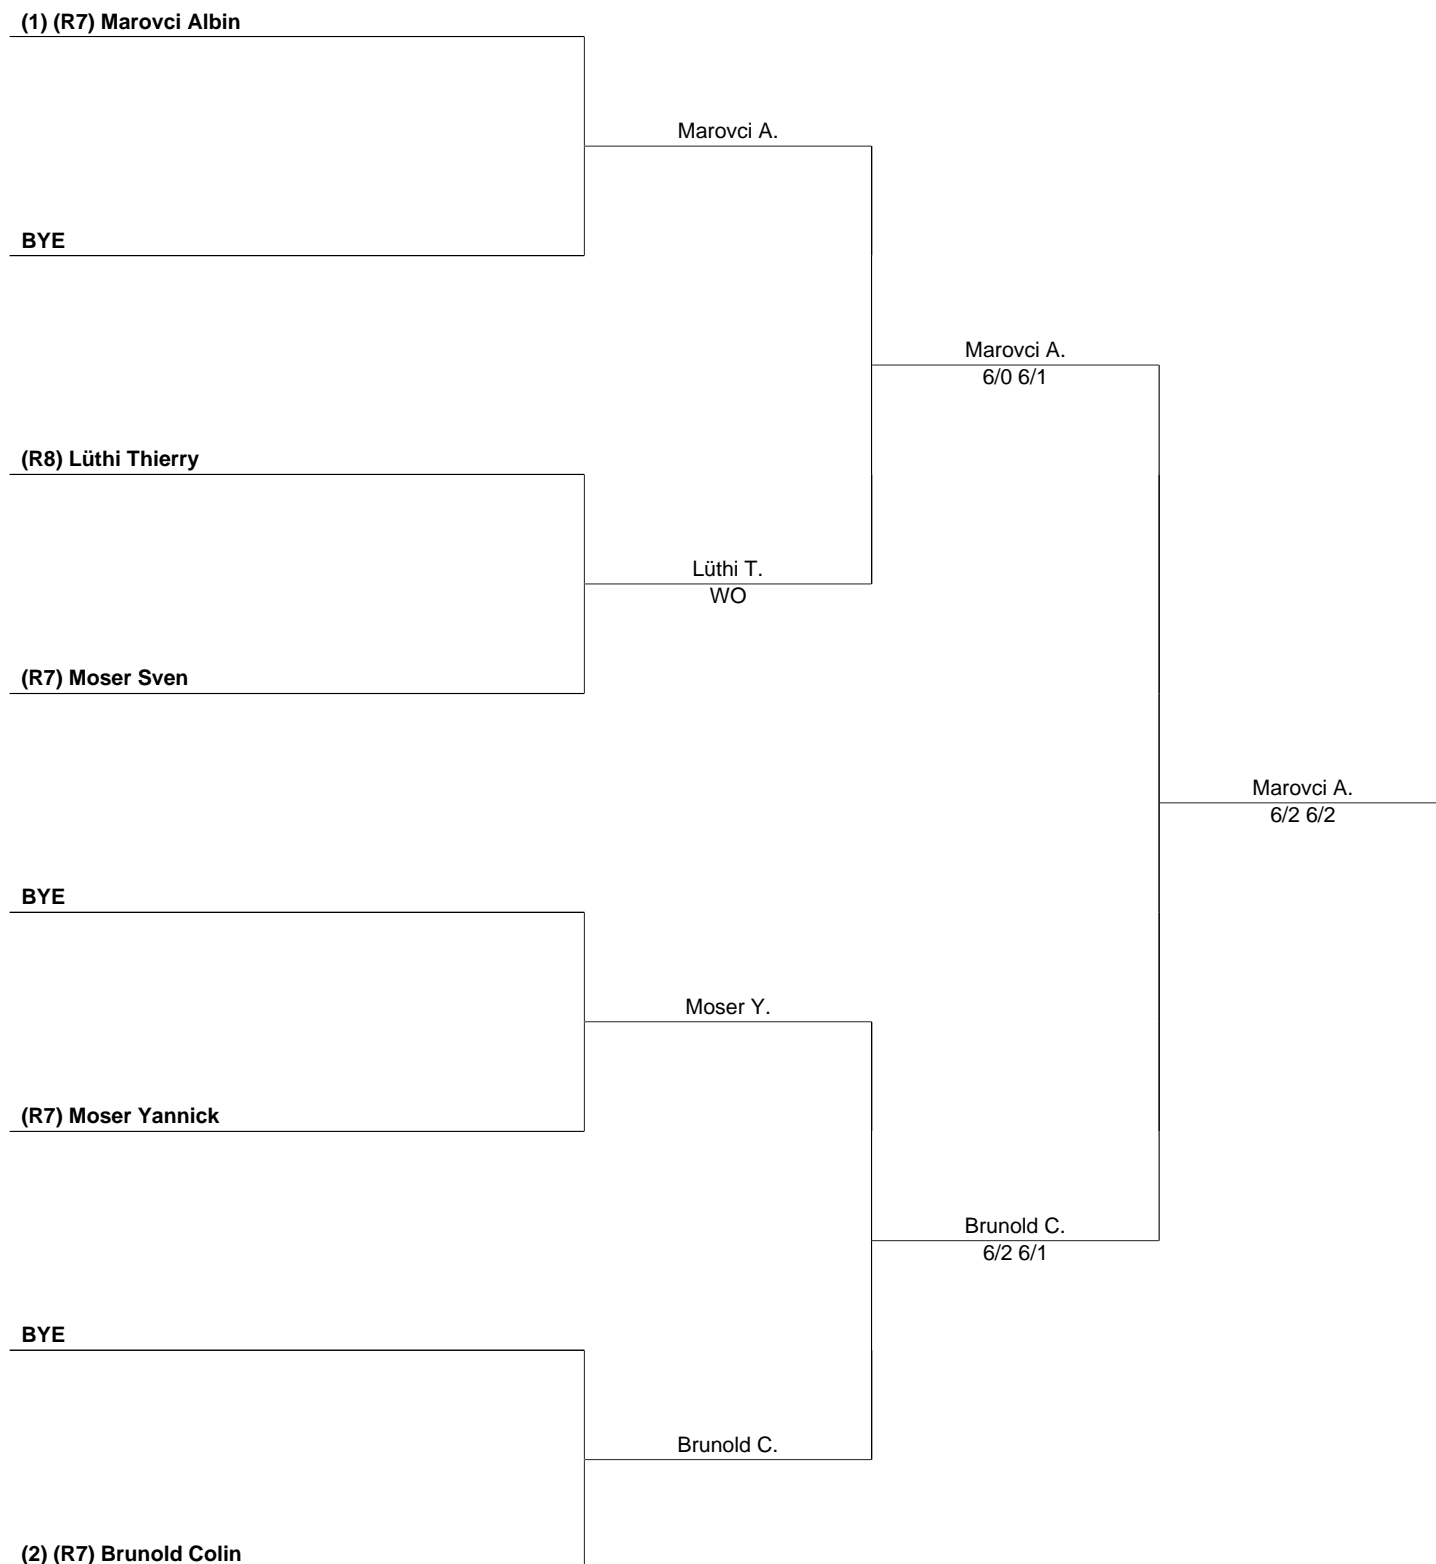 (1) (R7) Marovci Albin
Marovci A.
BYE
Marovci A.
6/0 6/1
(R8) Lüthi Thierry
Lüthi T.
WO
(R7) Moser Sven
Marovci A.
6/2 6/2
BYE
Moser Y.
(R7) Moser Yannick
Brunold C.
6/2 6/1
BYE
Brunold C.
(2) (R7) Brunold Colin